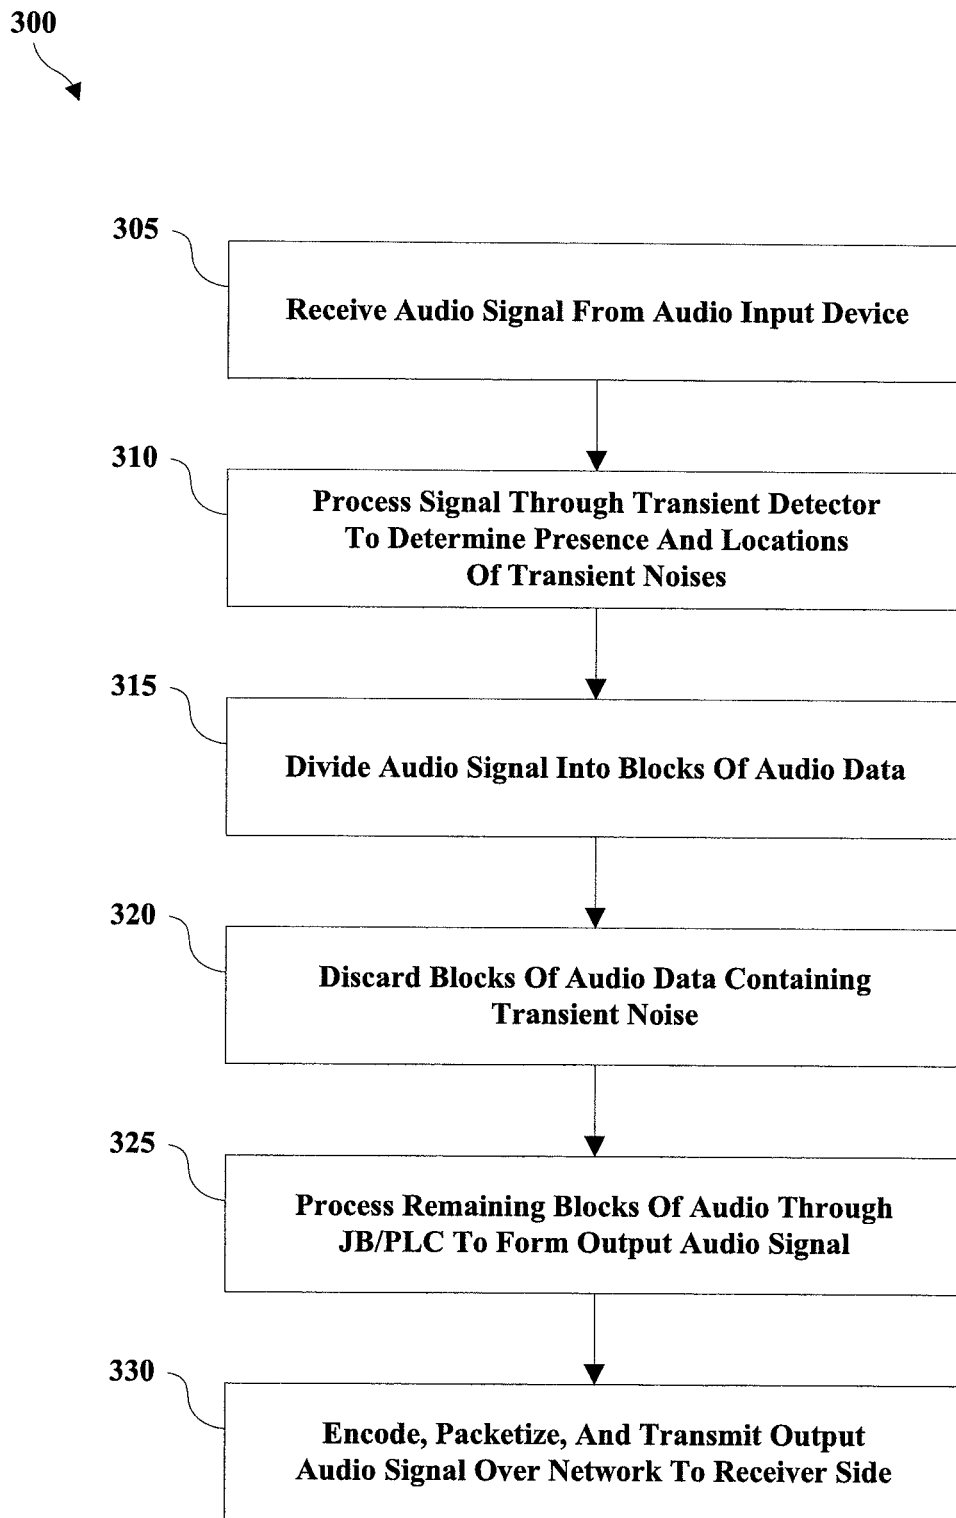 300
305
Receive Audio Signal From Audio Input Device
310
Process Signal Through Transient Detector
To Determine Presence And Locations
Of Transient Noises
315
Divide Audio Signal Into Blocks Of Audio Data
320
Discard Blocks Of Audio Data Containing
Transient Noise
325
Process Remaining Blocks Of Audio Through
JB/PLC To Form Output Audio Signal
330
Encode, Packetize, And Transmit Output
Audio Signal Over Network To Receiver Side